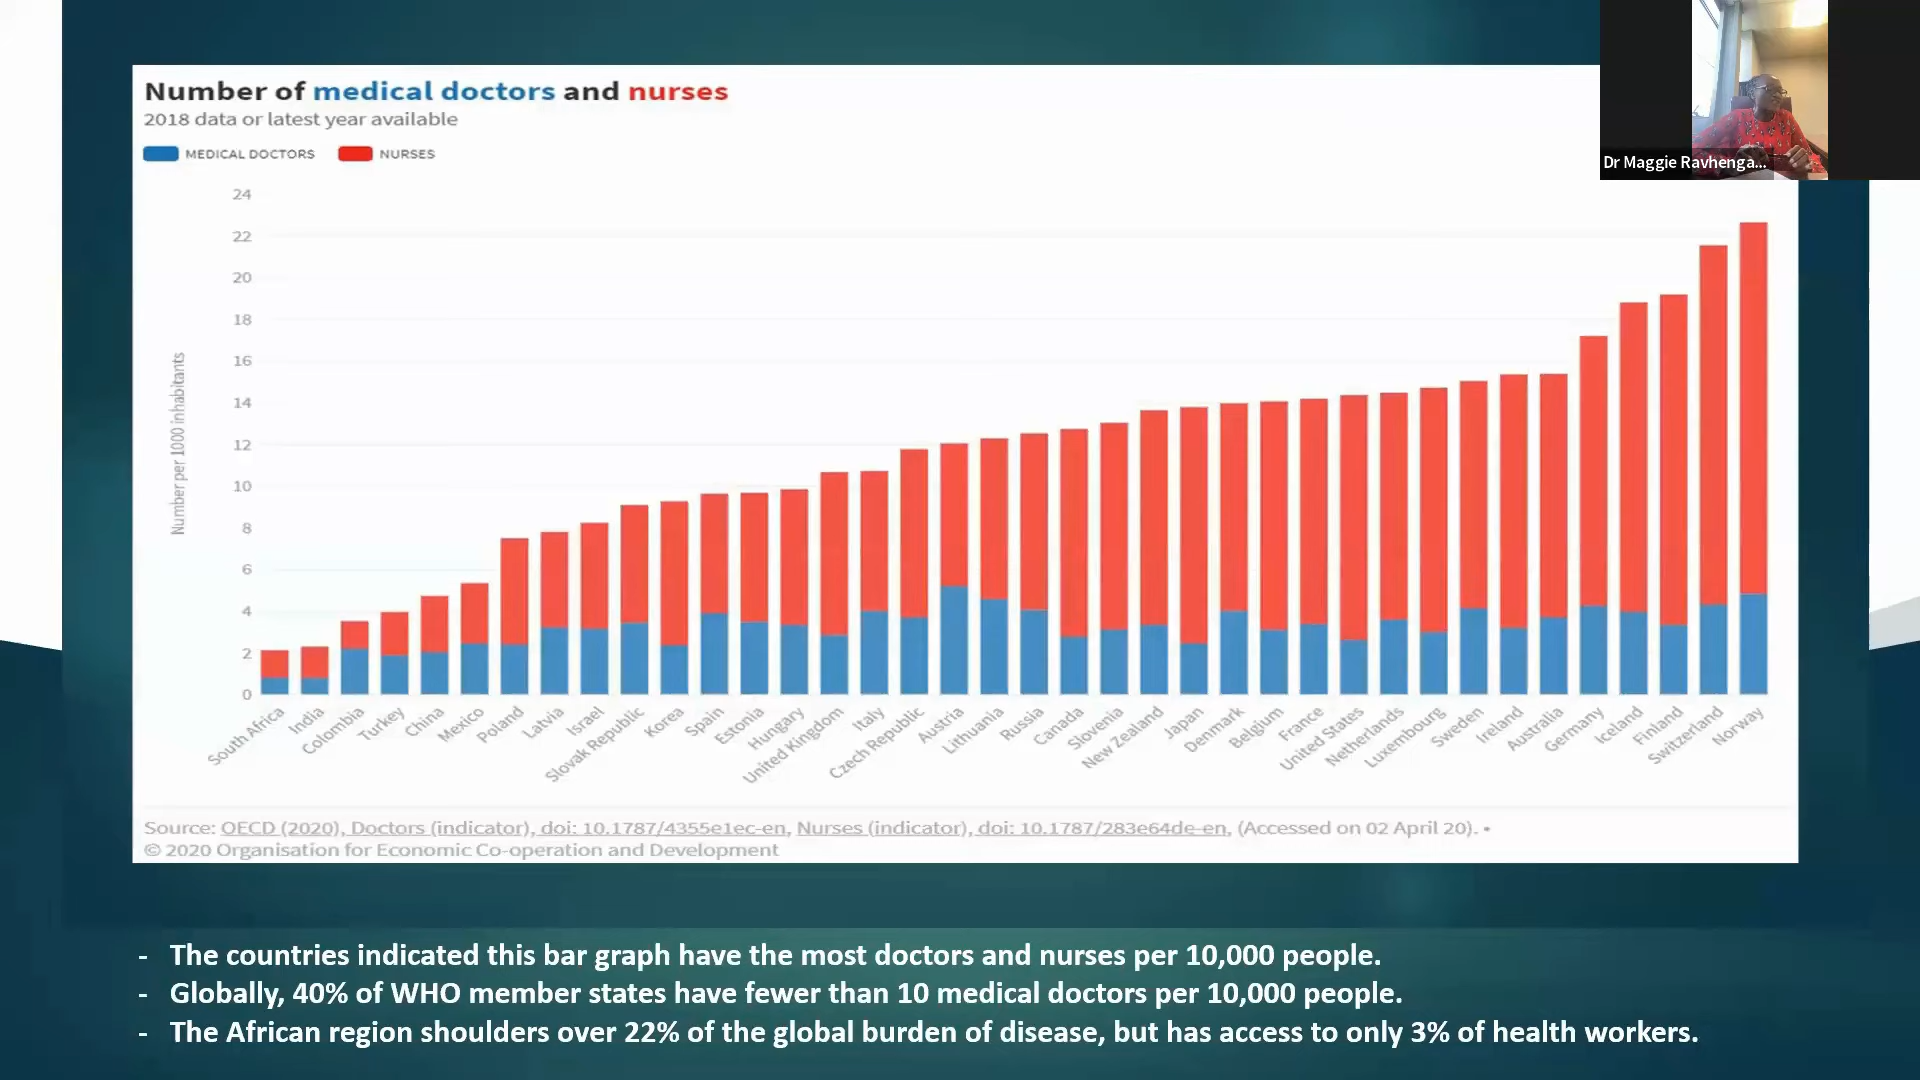 Number of medical doctors and nurses
2018 data or latest year available
MEDICAL DOCTORS NURSES
Dr Maggie Ravhenga...
24
22
20
18
16
14
12
10
8
6
4
2
0
Number per 1000 inhabitants
South Africa
India
Colombia
Turkey
China
Mexico
Poland
Latvia
Israel
Slovak Republic
Korea
Spain
Estonia
Hungary
United Kingdom
Italy
Czech Republic
Austria
Lithuania
Russia
Canada
Slovenia
New Zealand
Japan
Denmark
Belgium
France
United States
Netherlands
Luxembourg
Sweden
Ireland
Australia
Germany
Iceland
Finland
Switzerland
Norway
Source: OECD (2020), Doctors (indicator), doi: 10.1787/4355e1ec-en, Nurses (indicator), doi: 10.1787/283e64de-en, (Accessed on 02 April 20). •
© 2020 Organisation for Economic Co-operation and Development
- The countries indicated this bar graph have the most doctors and nurses per 10,000 people.
- Globally, 40% of WHO member states have fewer than 10 medical doctors per 10,000 people.
- The African region shoulders over 22% of the global burden of disease, but has access to only 3% of health workers.